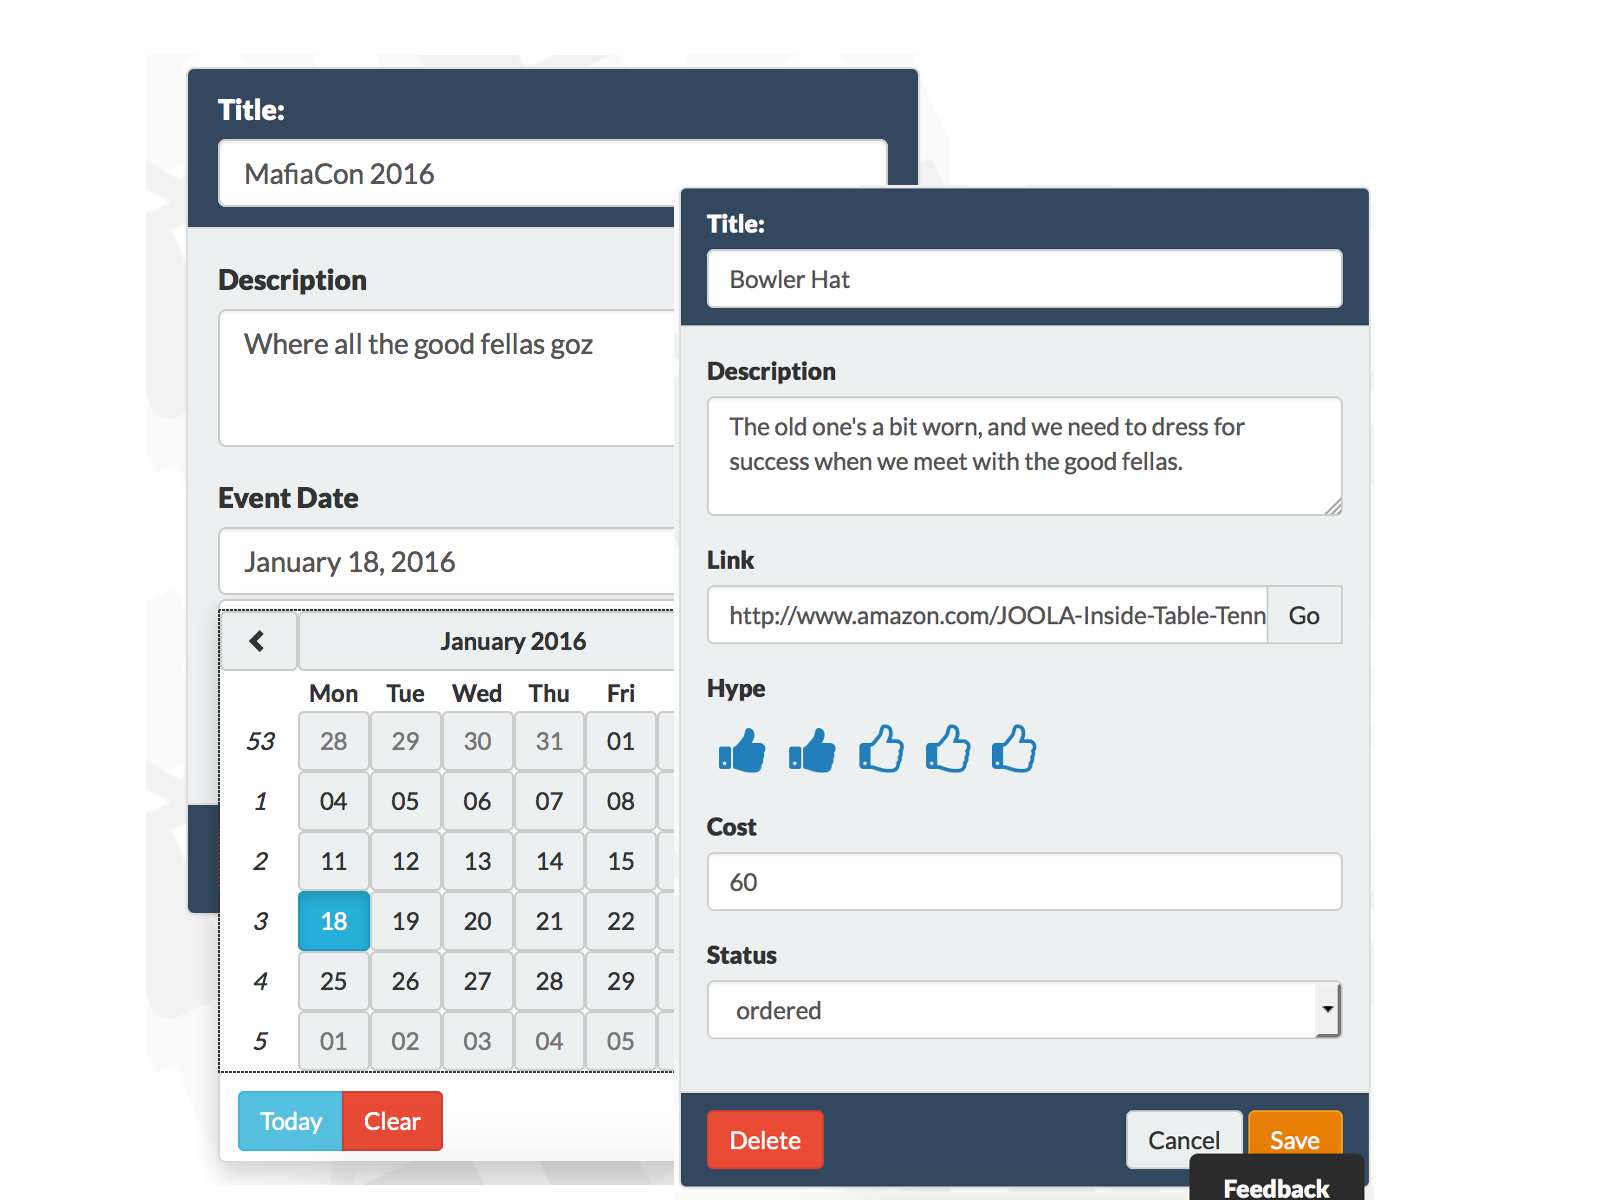 Title:
MafiaCon 2016
Description
Where all the good fellas goz
Event Date
January 18, 2016
January 2016
Mon Tue Wed Thu Fri
53 28 29 30 31 01
1 04 05 06 07 08
2 11 12 13 14 15
3 18 19 20 21 22
4 25 26 27 28 29
5 01 02 03 04 05
Today Clear
Title:
Bowler Hat
Description
The old one's a bit worn, and we need to dress for
success when we meet with the good fellas.
Link
http://www.amazon.com/JOOLA-Inside-Table-Tenn Go
Hype
Cost
60
Status
ordered
Delete Cancel Save
Feedback